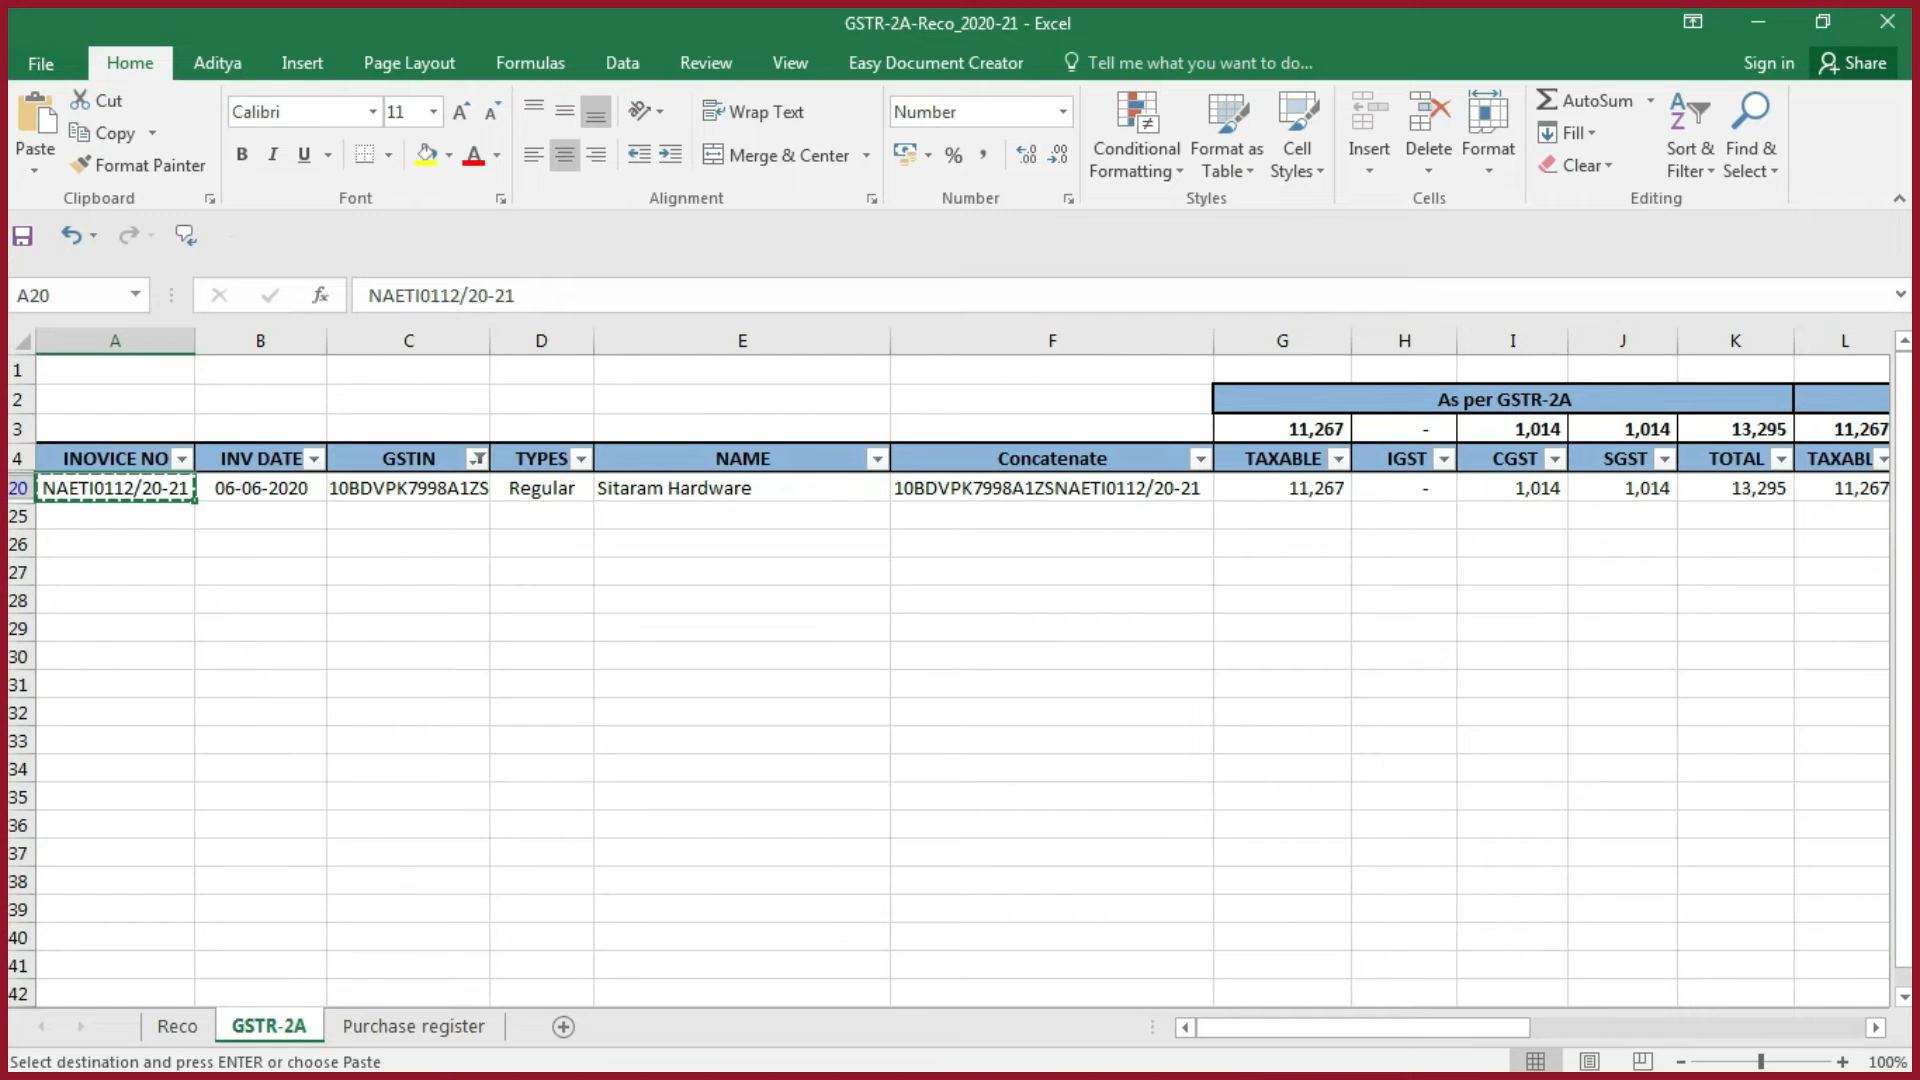 GSTR-2A-Reco_2020-21 - Excel
File Home Aditya Insert Page Layout Formulas Data Review View Easy Document Creator Tell me what you want to do... Sign in Share
Paste Cut Copy Format Painter Clipboard
Calibri 11 B I U A Font
Wrap Text Merge & Center Alignment
Number % Number
Conditional Formatting Format as Table Cell Styles Styles
Insert Delete Format Cells
AutoSum Fill Clear Sort & Filter Find & Select Editing
A20 fx NAETI0112/20-21
A B C D E F G H I J K L
1
2 As per GSTR-2A
3 11,267 - 1,014 1,014 13,295 11,267
4 INOVICE NO INV DATE GSTIN TYPES NAME Concatenate TAXABLE IGST CGST SGST TOTAL TAXABL
20 NAETI0112/20-21 06-06-2020 10BDVPK7998A1ZS Regular Sitaram Hardware 10BDVPK7998A1ZSNAETI0112/20-21 11,267 - 1,014 1,014 13,295 11,267
25
26
27
28
29
30
31
32
33
34
35
36
37
38
39
40
41
42
Reco GSTR-2A Purchase register
Select destination and press ENTER or choose Paste 100%